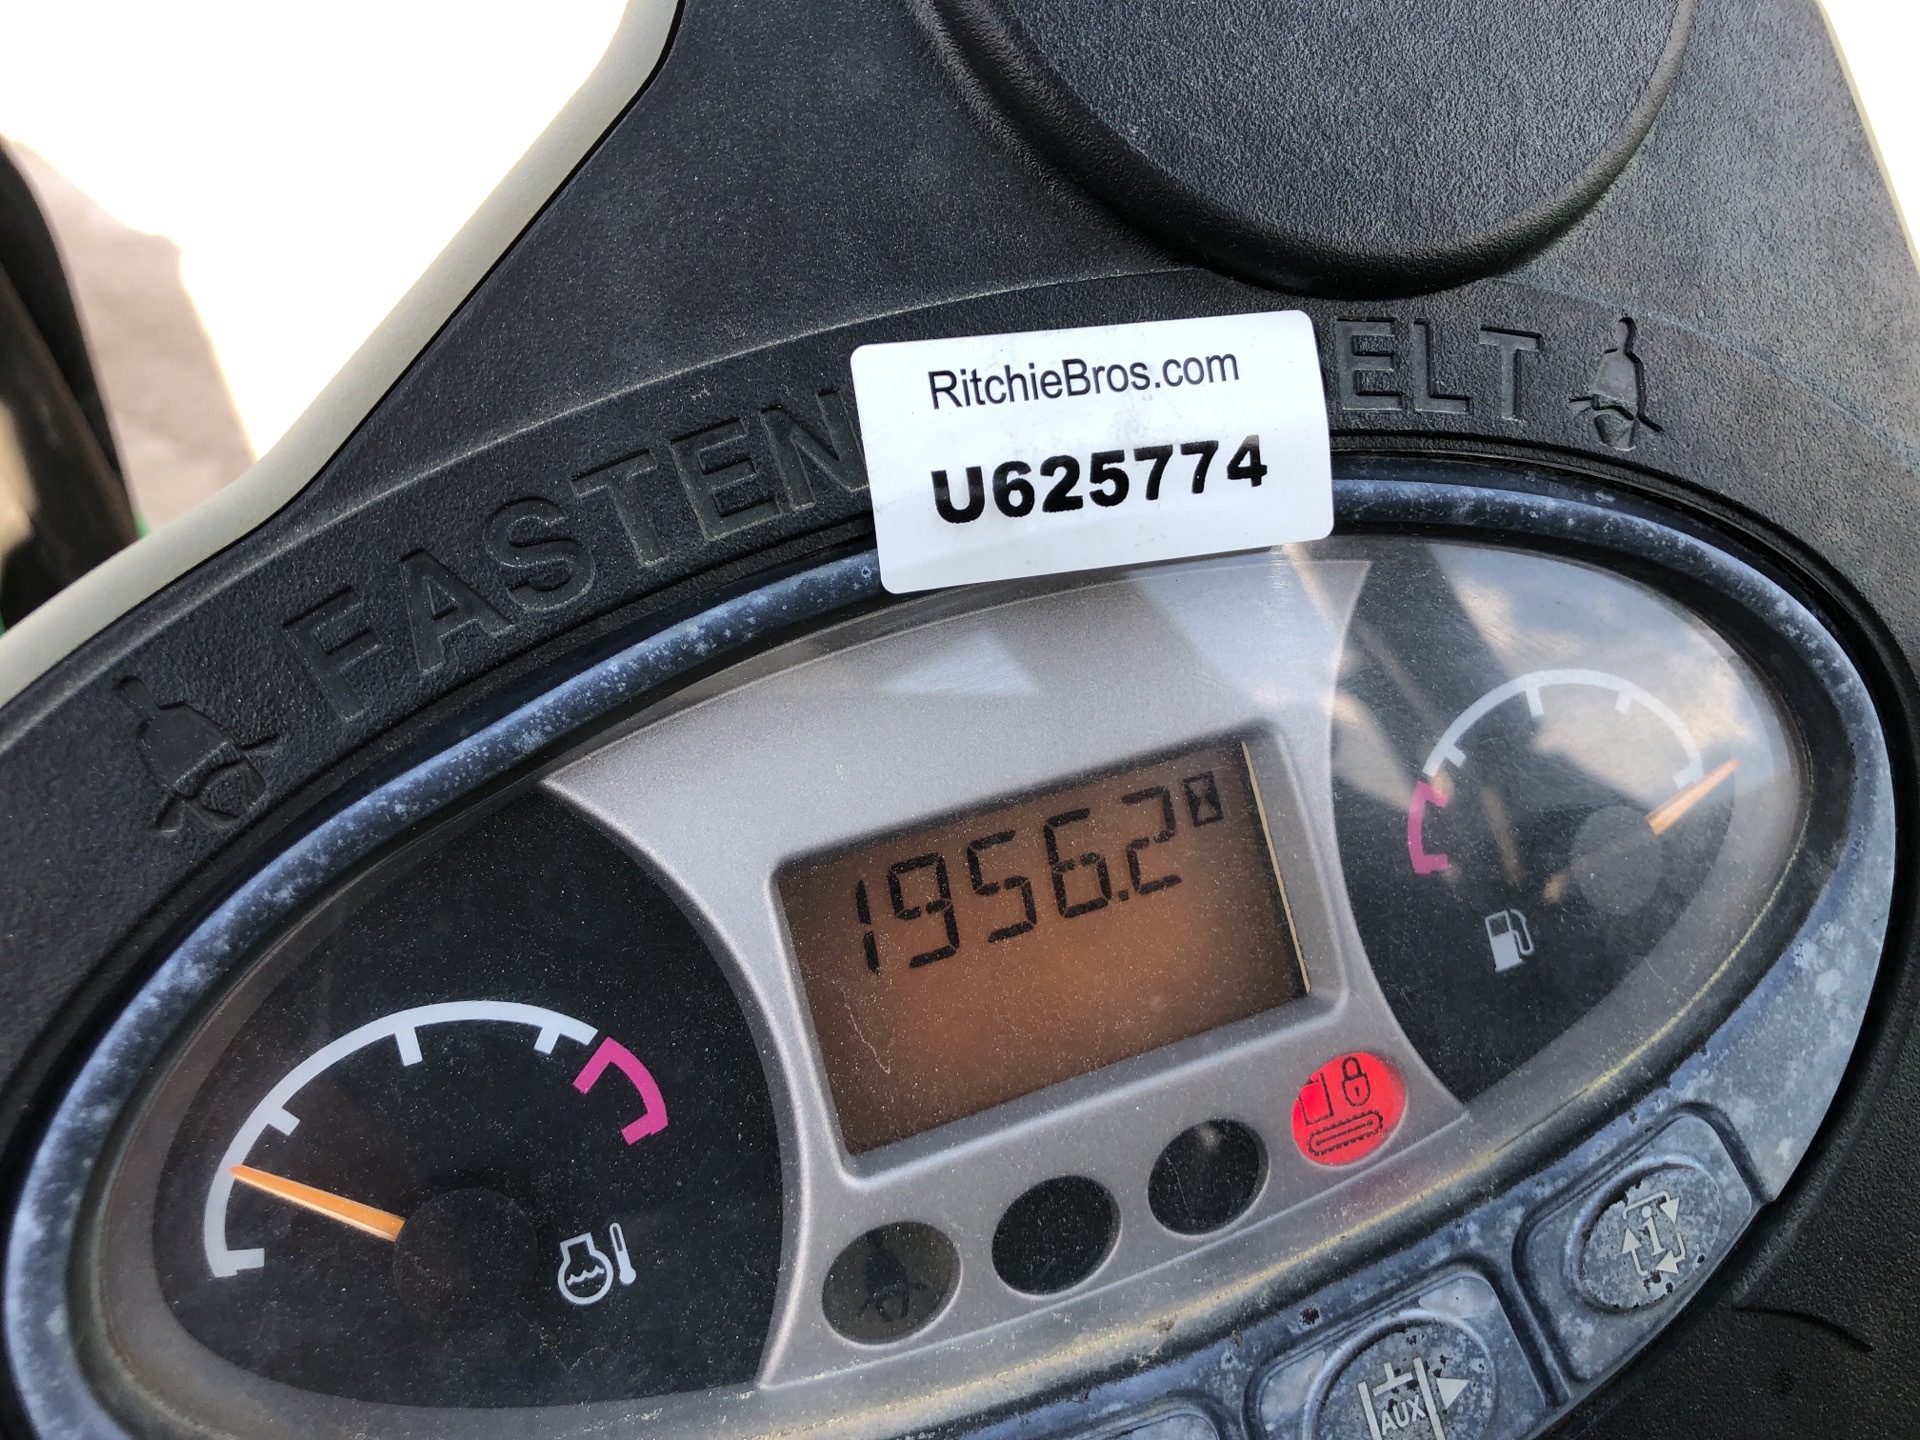 RitchieBros.com
U625774
FASTEN ELT
1956.2
i
AUX